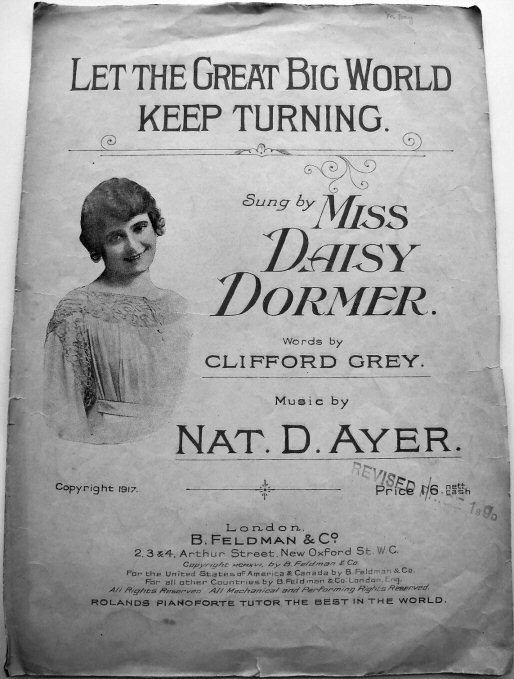 LET THE GREAT BIG WORLD
KEEP TURNING.
Sung by MISS
DAISY
DORMER.
Words by
CLIFFORD GREY.
Music by
NAT. D. AYER.
REVISED
Copyright 1917.
Price 1/6 nett cash
London.
B. FELDMAN & Co
2, 3 & 4, Arthur Street, New Oxford St. W.C.
Copyright MCMXVI, by B. Feldman & Co.
For the United States of America & Canada by B. Feldman & Co.
For all other Countries by B. Feldman & Co. London, Eng.
All Rights Reserved All Mechanical and Performing Rights Reserved.
ROLANDS PIANOFORTE TUTOR THE BEST IN THE WORLD.